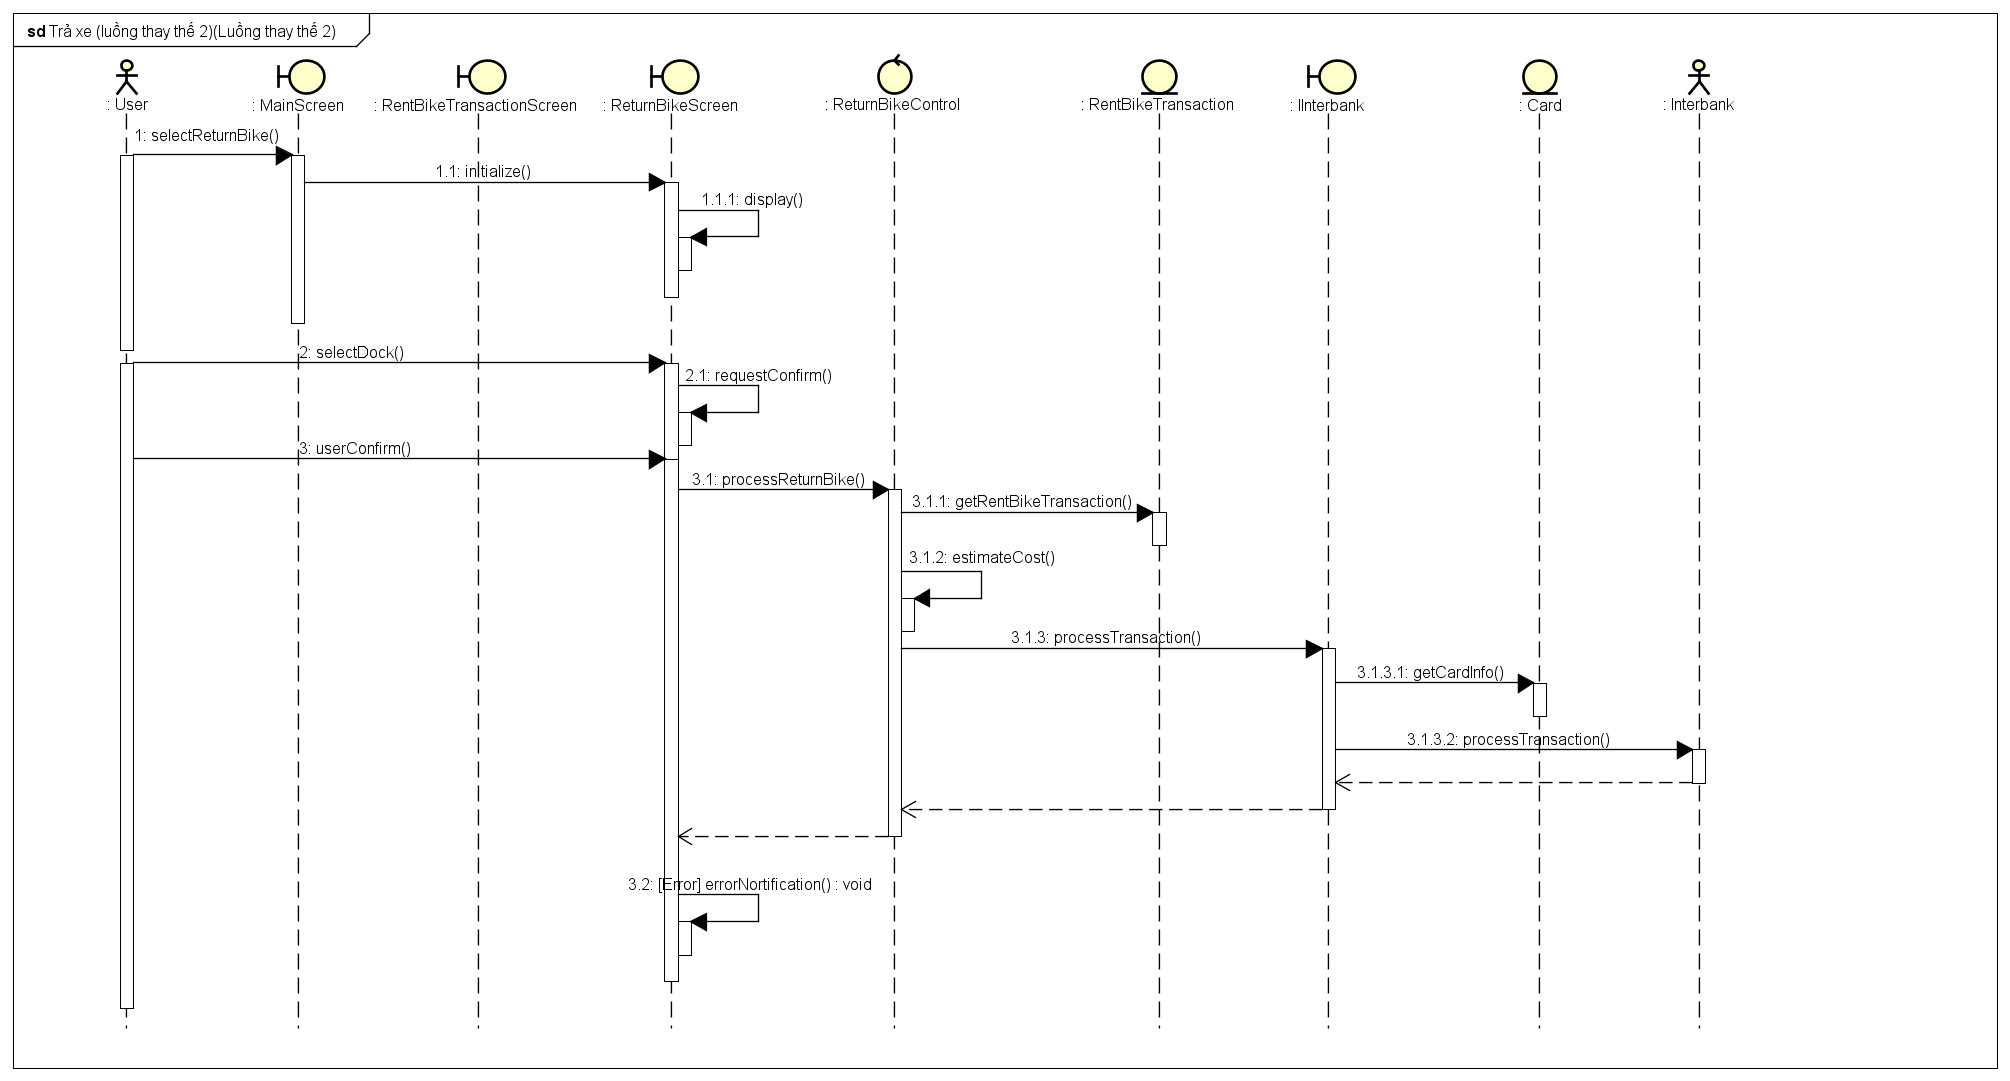 sd Trả xe (luồng thay thế 2)(Luồng thay thế 2)
: User
: MainScreen
: RentBikeTransactionScreen
: ReturnBikeScreen
: ReturnBikeControl
: RentBikeTransaction
: IInterbank
: Card
: Interbank
1: selectReturnBike()
1.1: initialize()
1.1.1: display()
2: selectDock()
2.1: requestConfirm()
3: userConfirm()
3.1: processReturnBike()
3.1.1: getRentBikeTransaction()
3.1.2: estimateCost()
3.1.3: processTransaction()
3.1.3.1: getCardInfo()
3.1.3.2: processTransaction()
3.2: [Error] errorNortification() : void